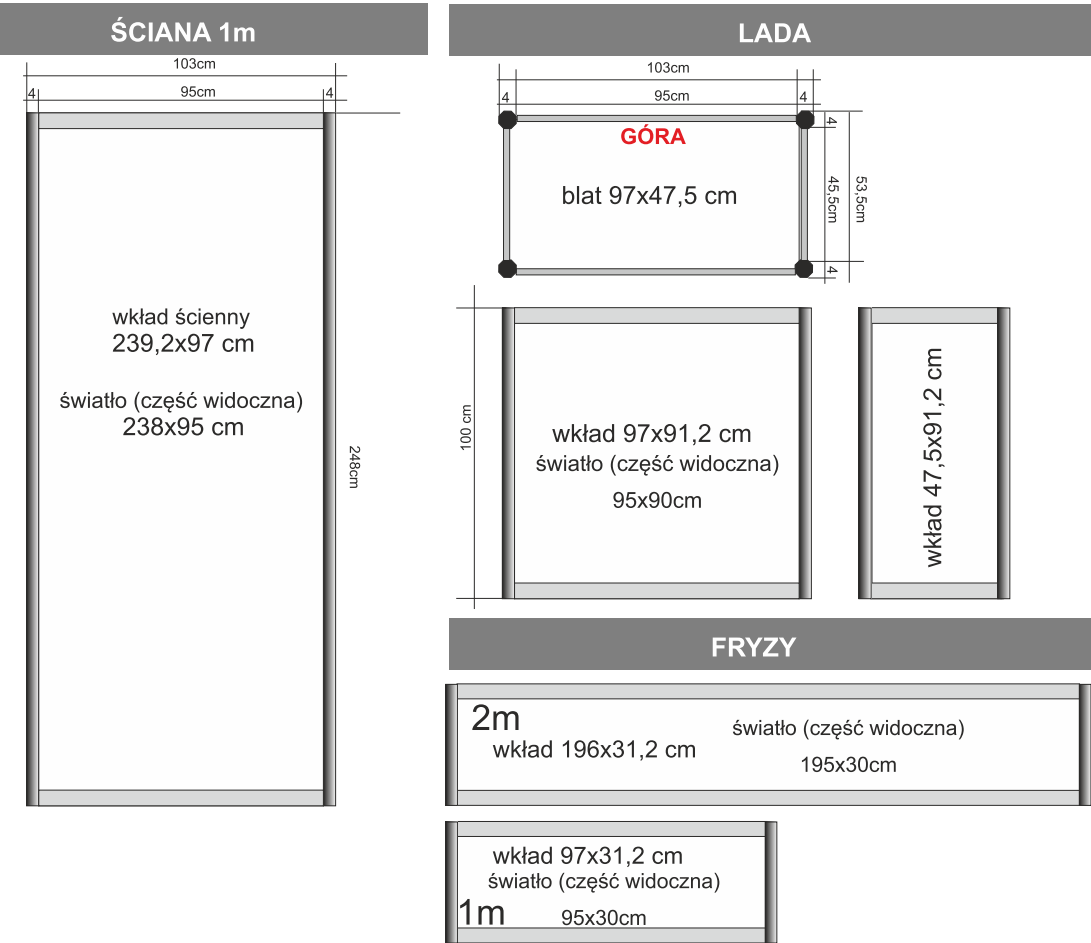 ŚCIANA 1m
103cm
4
95cm
4
wkład ścienny
239,2x97 cm
światło (część widoczna)
238x95 cm
248cm
LADA
103cm
4
95cm
4
GÓRA
blat 97x47,5 cm
4
45,5cm
53,5cm
4
100 cm
wkład 97x91,2 cm
światło (część widoczna)
95x90cm
wkład 47,5x91,2 cm
FRYZY
2m
wkład 196x31,2 cm
światło (część widoczna)
195x30cm
wkład 97x31,2 cm
światło (część widoczna)
1m
95x30cm